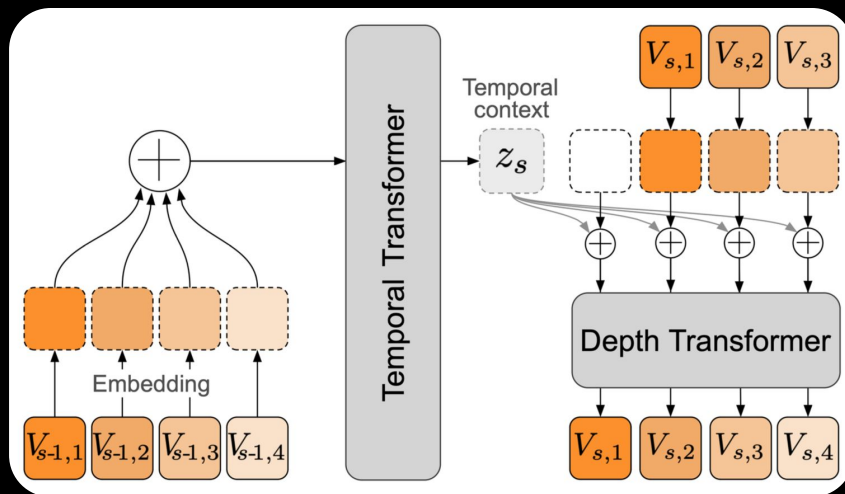 V_{s,1} V_{s,2} V_{s,3}
Temporal
context
z_s
Temporal Transformer
Depth Transformer
Embedding
V_{s-1,1} V_{s-1,2} V_{s-1,3} V_{s-1,4}
V_{s,1} V_{s,2} V_{s,3} V_{s,4}